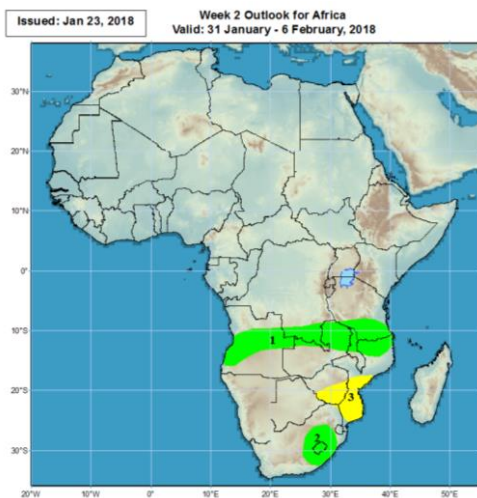 Issued: Jan 23, 2018
Week 2 Outlook for Africa
Valid: 31 January - 6 February, 2018
30°N
20°N
10°N
0°
10°S
1
20°S
3
2
30°S
20°W 10°W 0° 10°E 20°E 30°E 40°E 50°E